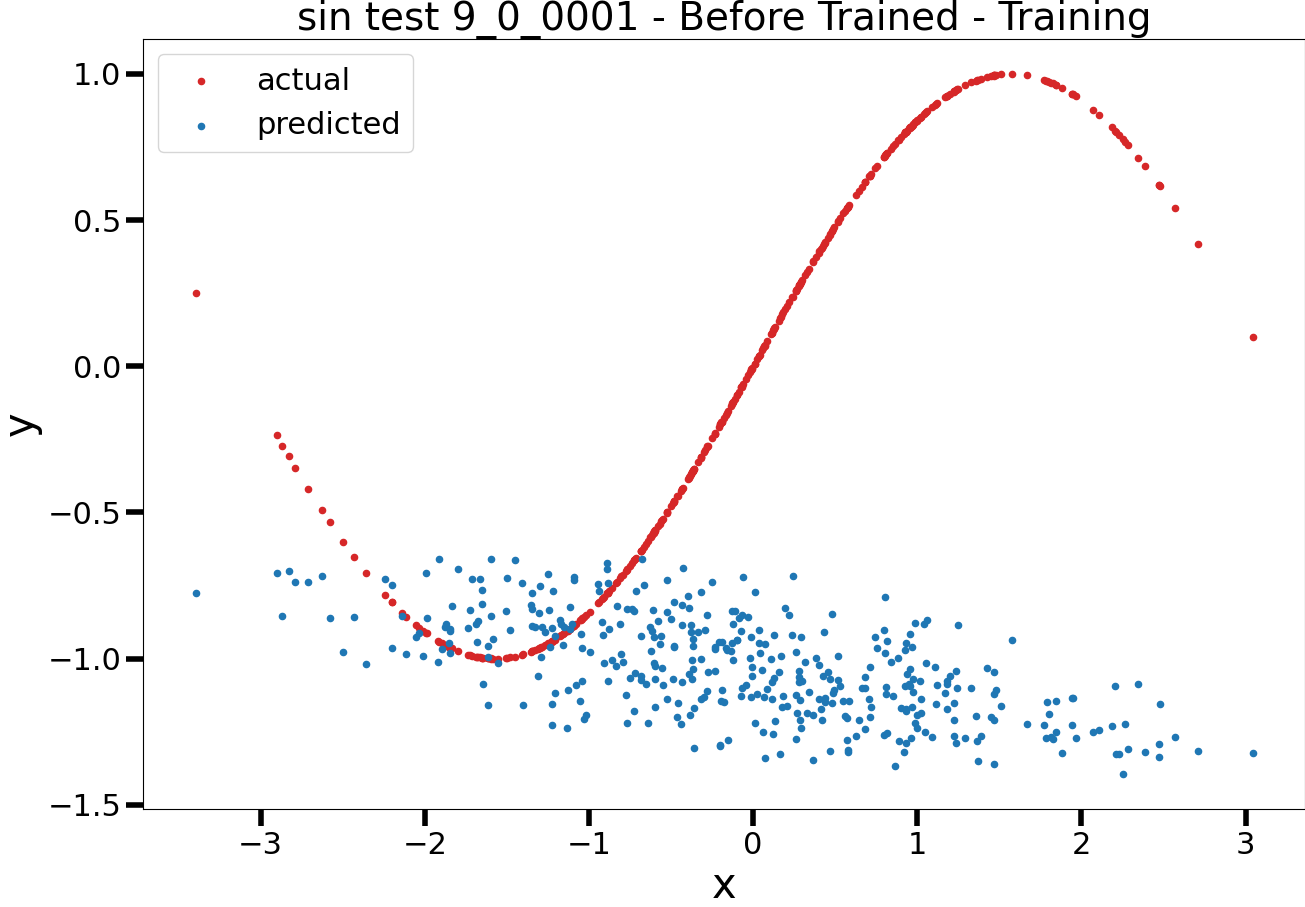 sin test 9_0_0001 - Before Trained - Training
actual
predicted
1.0
0.5
0.0
−0.5
−1.0
−1.5
y
−3 −2 −1 0 1 2 3
x